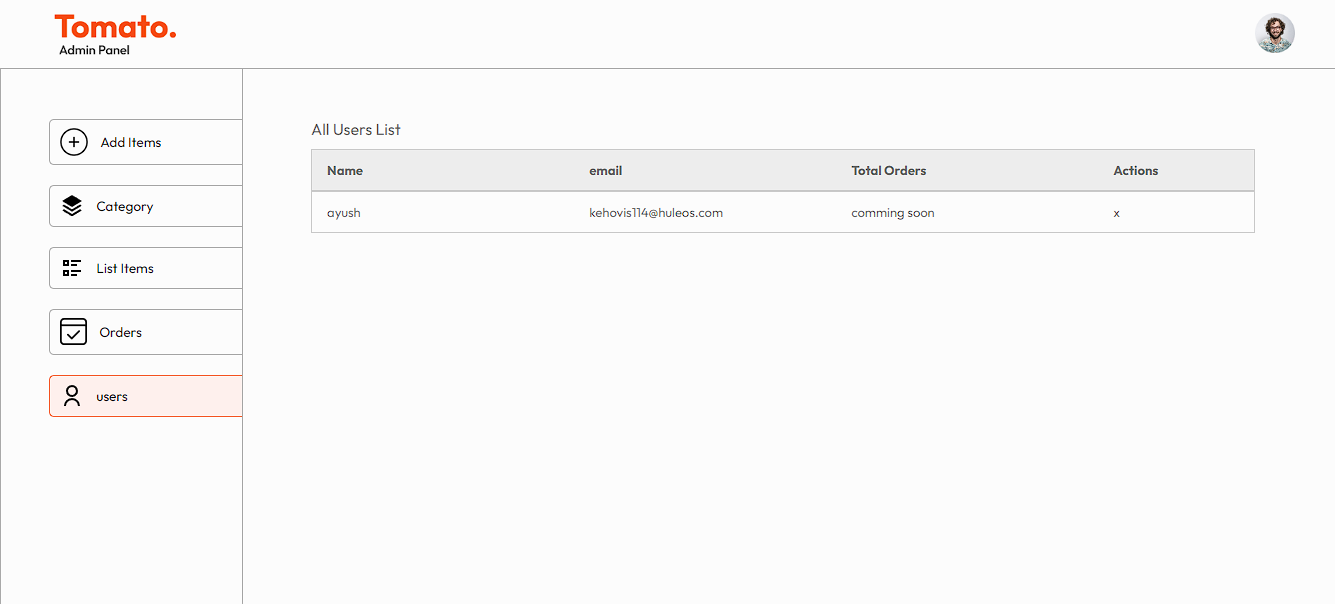 Tomato.
Admin Panel
Add Items
Category
List Items
Orders
users
All Users List
Name email Total Orders Actions
ayush kehovis114@huleos.com comming soon x